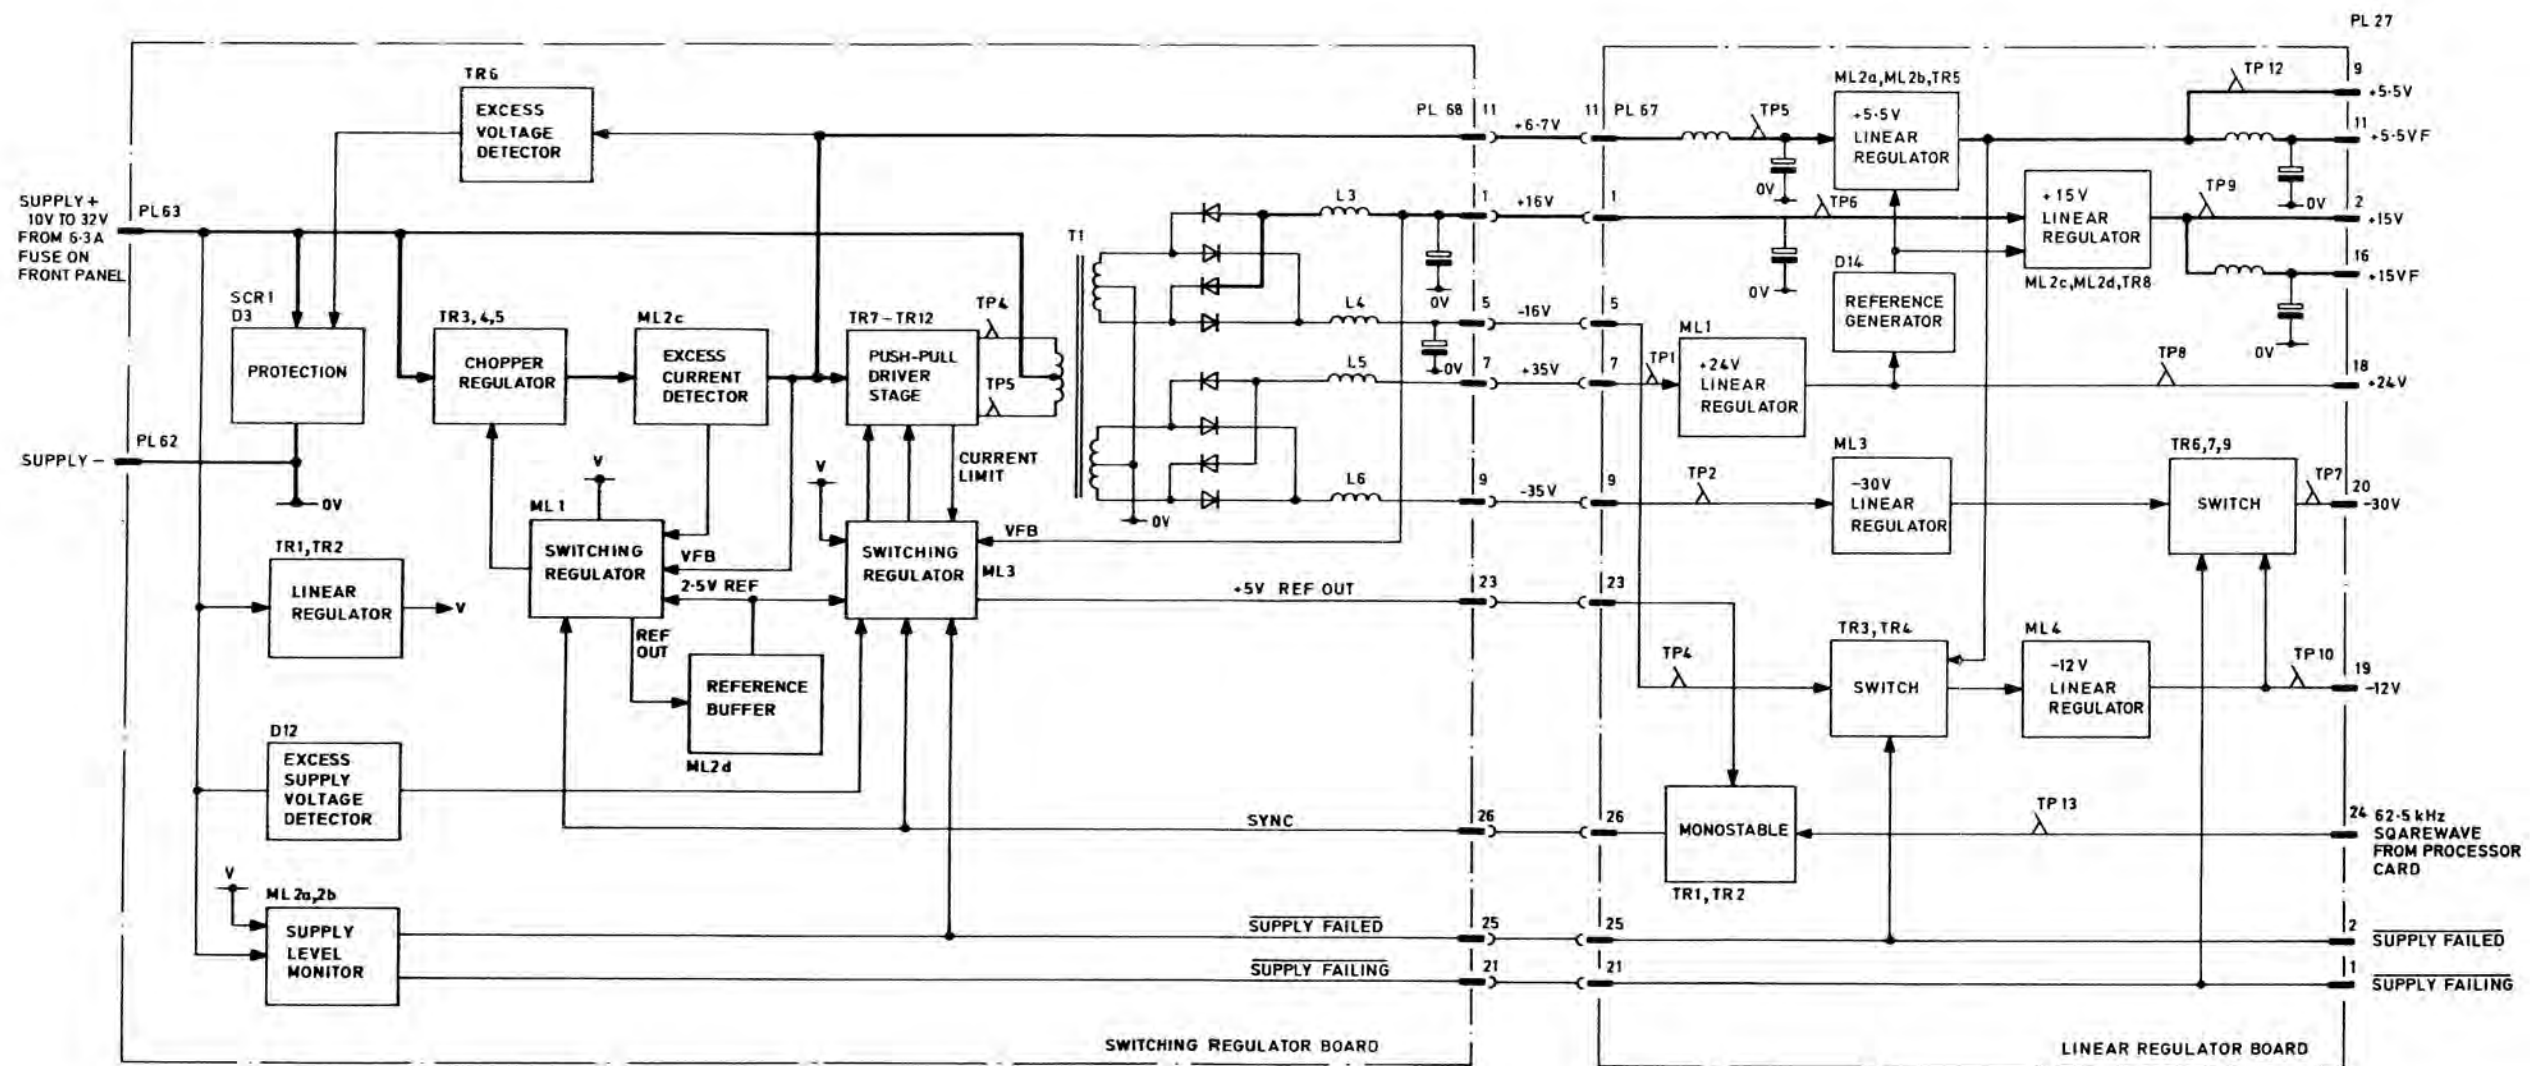 PL 27
TR6
EXCESS
VOLTAGE
DETECTOR
SUPPLY +
10V TO 32V
FROM 6·3A
FUSE ON
FRONT PANEL
PL63
SCR1
D3
PROTECTION
PL62
SUPPLY –
0V
TR3,4,5
CHOPPER
REGULATOR
ML2c
EXCESS
CURRENT
DETECTOR
TR7–TR12
PUSH-PULL
DRIVER
STAGE
TP4
TP5
CURRENT
LIMIT
T1
L3
L4
L5
L6
0V
0V
0V
V
ML1
SWITCHING
REGULATOR
VFB
2·5V REF
REF
OUT
V
SWITCHING
REGULATOR
ML3
VFB
REFERENCE
BUFFER
ML2d
TR1,TR2
LINEAR
REGULATOR
V
D12
EXCESS
SUPPLY
VOLTAGE
DETECTOR
V
ML2a,2b
SUPPLY
LEVEL
MONITOR
+5V REF OUT
SYNC
SUPPLY FAILED
SUPPLY FAILING
SWITCHING REGULATOR BOARD
PL 68 11 +6·7V 11 PL67
1 +16V 1
5 -16V 5
7 +35V 7
9 -35V 9
23 23
26 26
25 25
21 21
TP5
0V
ML2a,ML2b,TR5
+5·5V
LINEAR
REGULATOR
TP6
0V
D14
REFERENCE
GENERATOR
+15V
LINEAR
REGULATOR
ML2c,ML2d,TR8
TP12
9
+5·5V
11
+5·5VF
0V
TP9
2
+15V
16
+15VF
0V
TP1
ML1
+24V
LINEAR
REGULATOR
TP8
18
+24V
TP2
ML3
-30V
LINEAR
REGULATOR
TR6,7,9
SWITCH
TP7
20
-30V
TP4
TR3,TR4
SWITCH
ML4
-12V
LINEAR
REGULATOR
TP10
19
-12V
MONOSTABLE
TR1,TR2
TP13
24 62·5 kHz
SQAREWAVE
FROM PROCESSOR
CARD
2
SUPPLY FAILED
1
SUPPLY FAILING
LINEAR REGULATOR BOARD